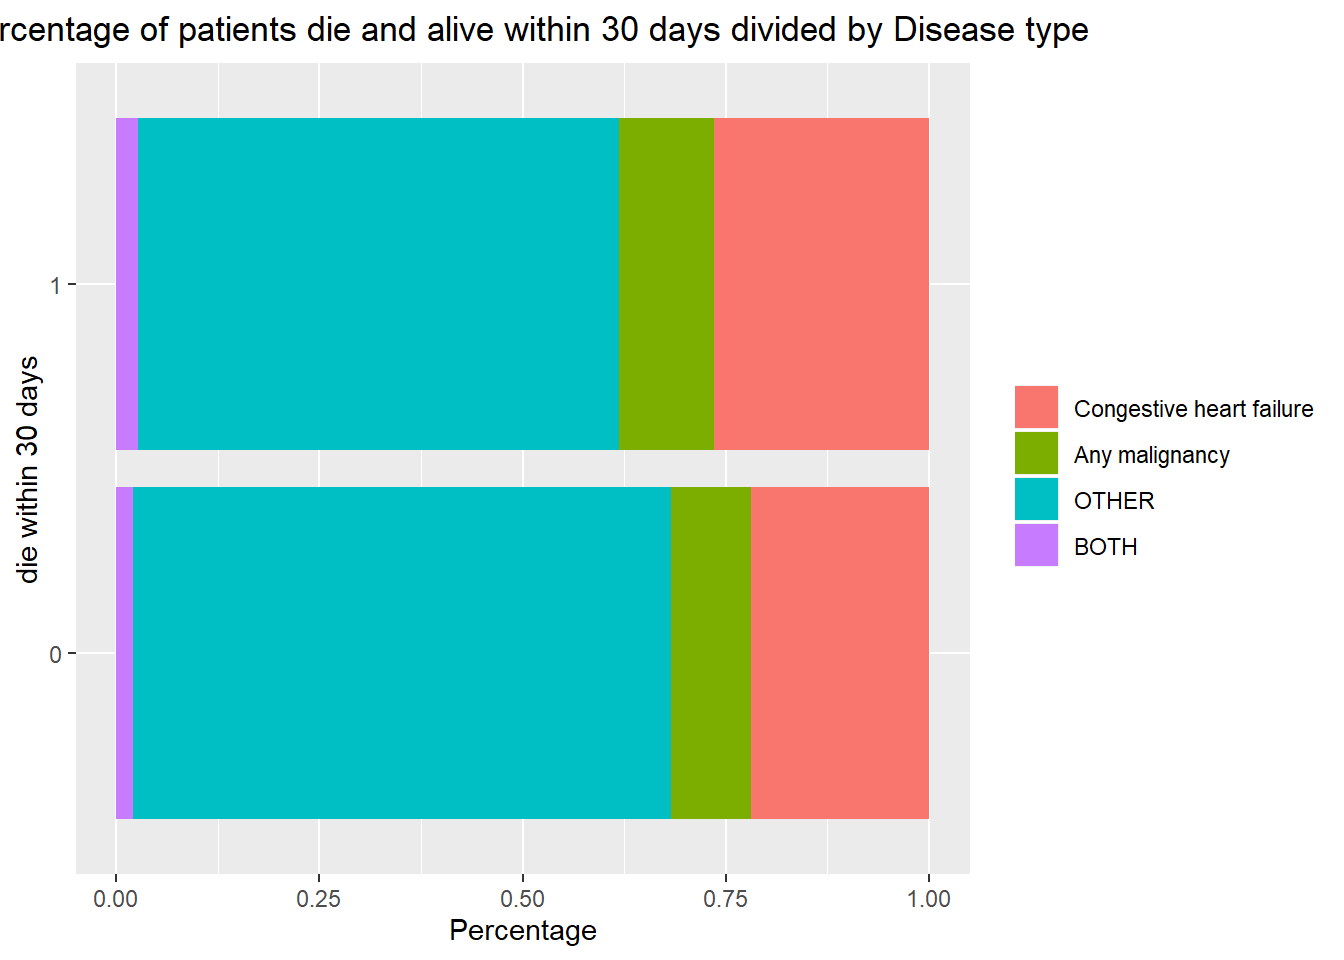 rcentage of patients die and alive within 30 days divided by Disease type
die within 30 days
1
0
0.00 0.25 0.50 0.75 1.00
Percentage
Congestive heart failure
Any malignancy
OTHER
BOTH